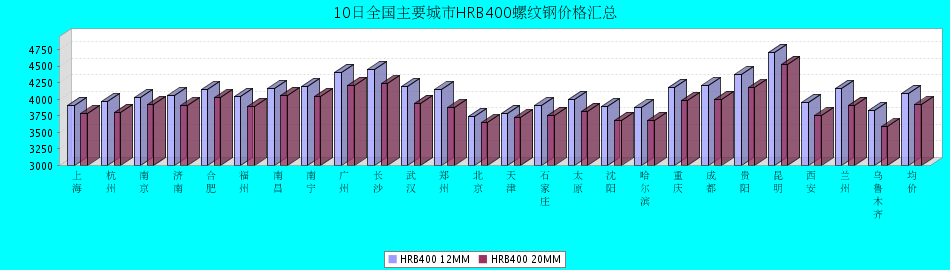 10日全国主要城市HRB400螺纹钢价格汇总
4750
4500
4250
4000
3750
3500
3250
3000
上海
杭州
南京
济南
合肥
福州
南昌
南宁
广州
长沙
武汉
郑州
北京
天津
石家庄
太原
沈阳
哈尔滨
重庆
成都
贵阳
昆明
西安
兰州
乌鲁木齐
均价
HRB400 12MM
HRB400 20MM